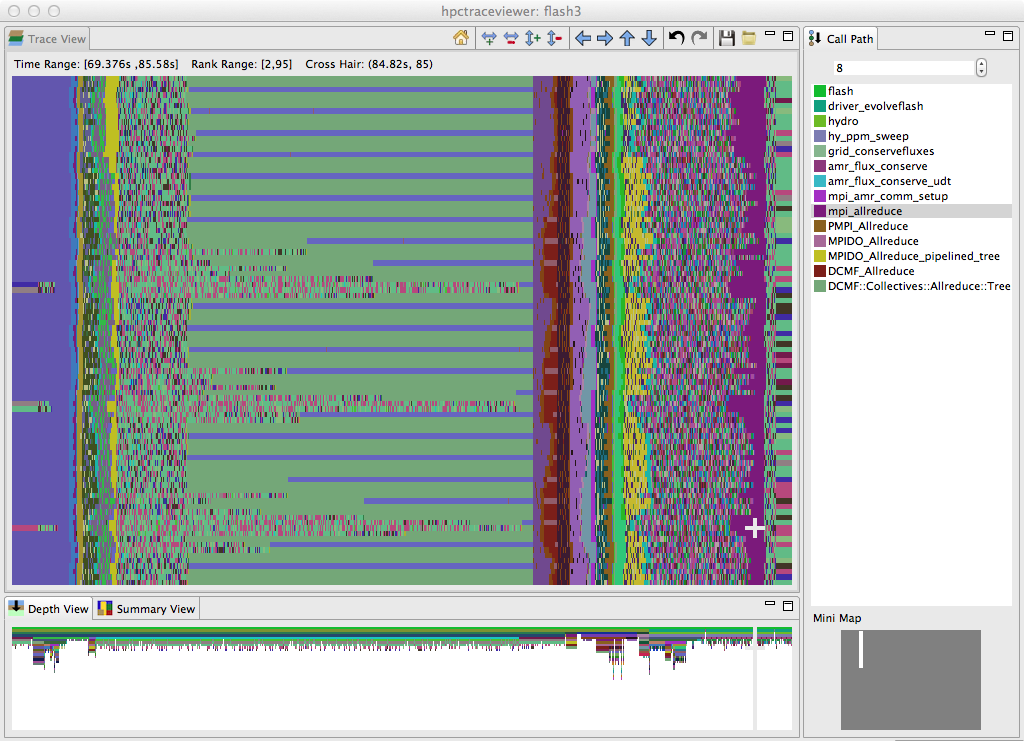 hpctraceviewer: flash3
Trace View
Time Range: [69.376s ,85.58s] Rank Range: [2,95] Cross Hair: (84.82s, 85)
Call Path
8
flash
driver_evolveflash
hydro
hy_ppm_sweep
grid_conservefluxes
amr_flux_conserve
amr_flux_conserve_udt
mpi_amr_comm_setup
mpi_allreduce
PMPI_Allreduce
MPIDO_Allreduce
MPIDO_Allreduce_pipelined_tree
DCMF_Allreduce
DCMF::Collectives::Allreduce::Tree
Depth View
Summary View
Mini Map